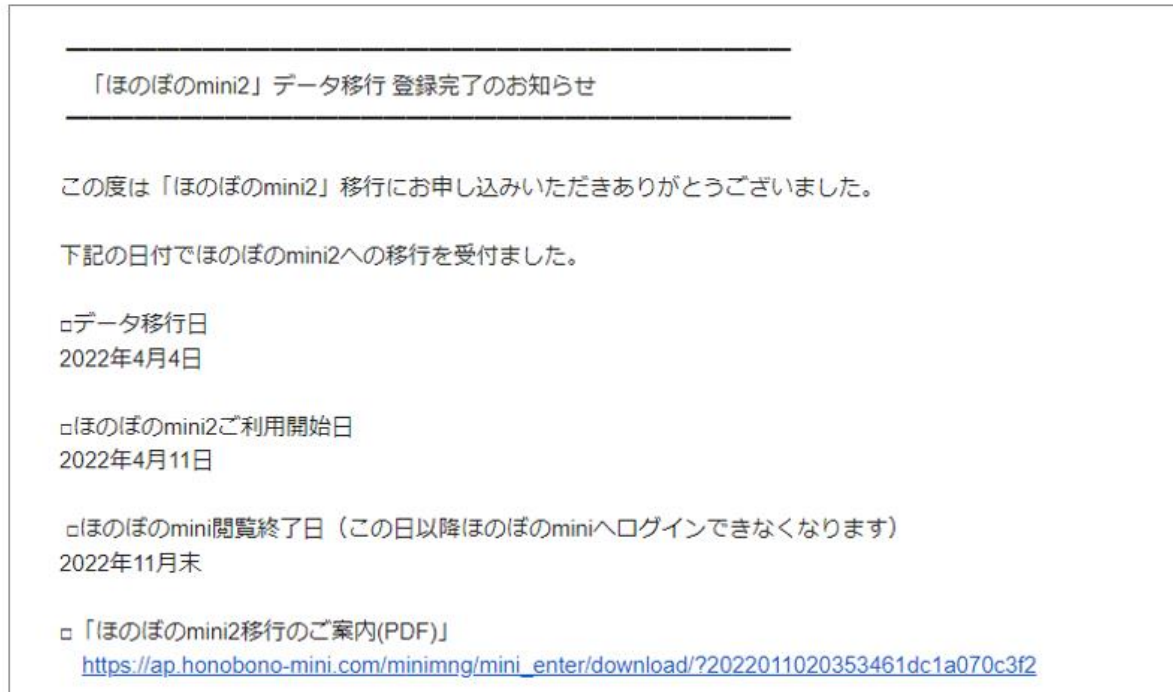 「ほのぼのmini2」データ移行 登録完了のお知らせ
この度は「ほのぼのmini2」移行にお申し込みいただきありがとうございました。
下記の日付でほのぼのmini2への移行を受付ました。
□データ移行日
2022年4月4日
□ほのぼのmini2ご利用開始日
2022年4月11日
□ほのぼのmini閲覧終了日（この日以降ほのぼのminiへログインできなくなります）
2022年11月末
□「ほのぼのmini2移行のご案内(PDF)」
https://ap.honobono-mini.com/minimng/mini_enter/download/?2022011020353461dc1a070c3f2